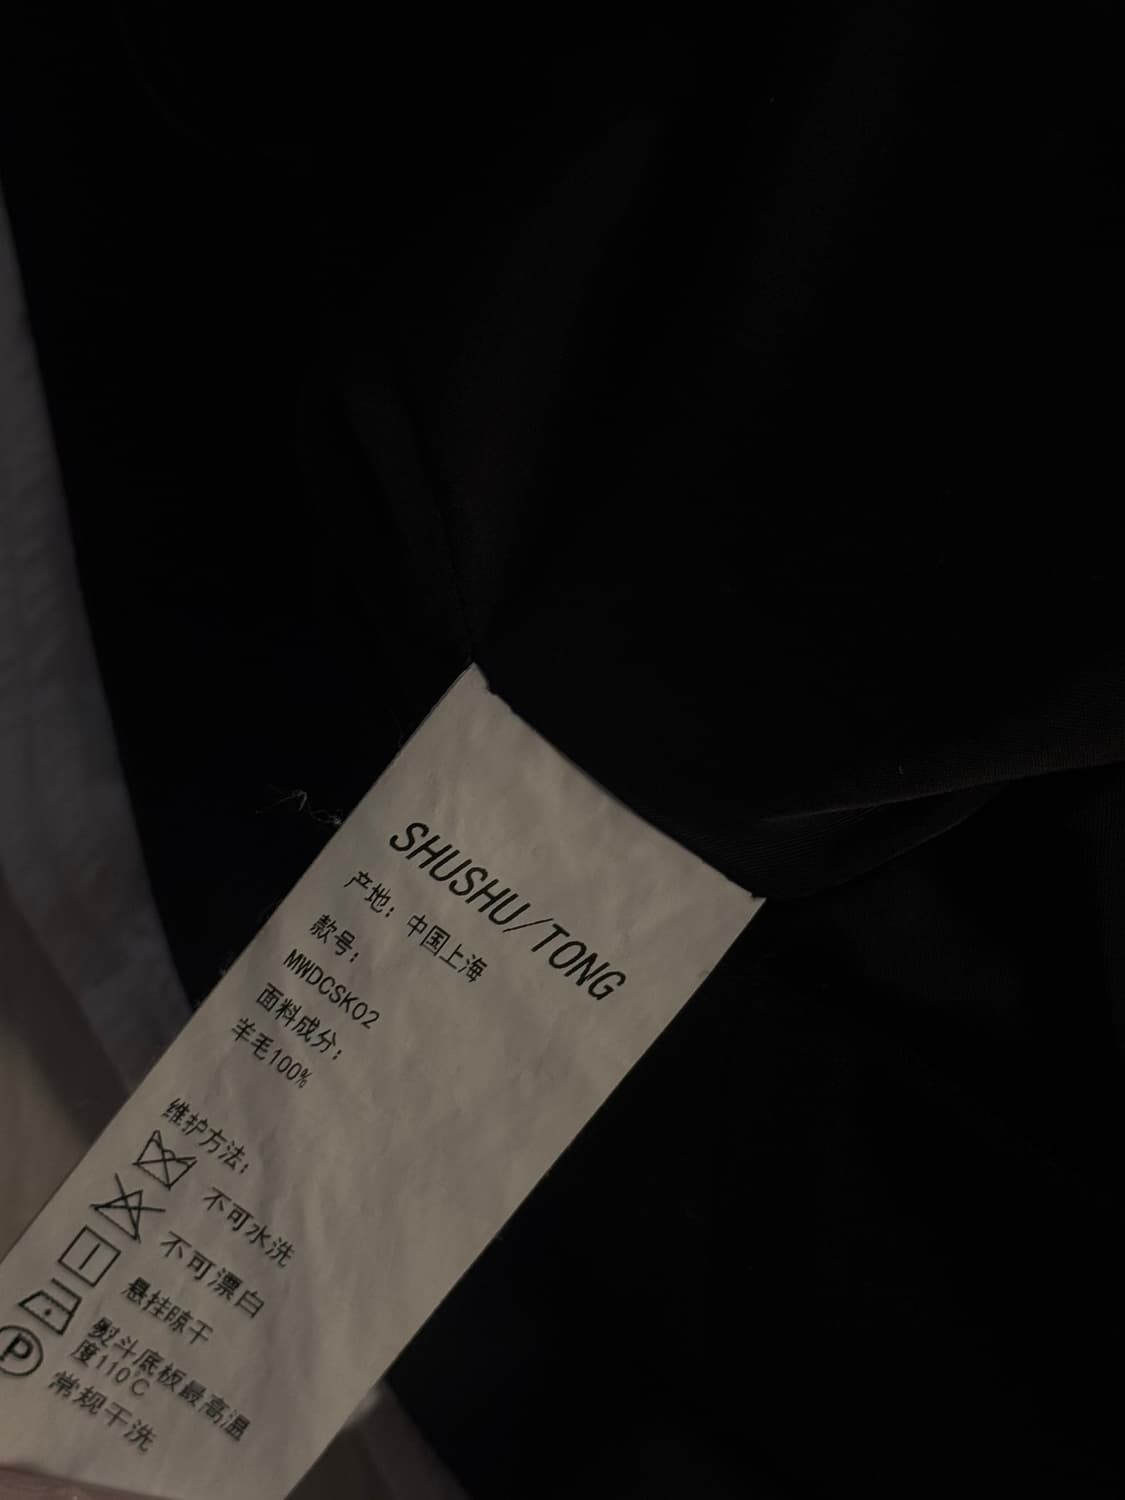 SHUSHU/TONG
产地：中国上海
款号：
MWDCSK02
面料成分：
羊毛100%
维护方法：
不可水洗
不可漂白
悬挂晾干
熨斗底板最高温
度110℃
P
常规干洗